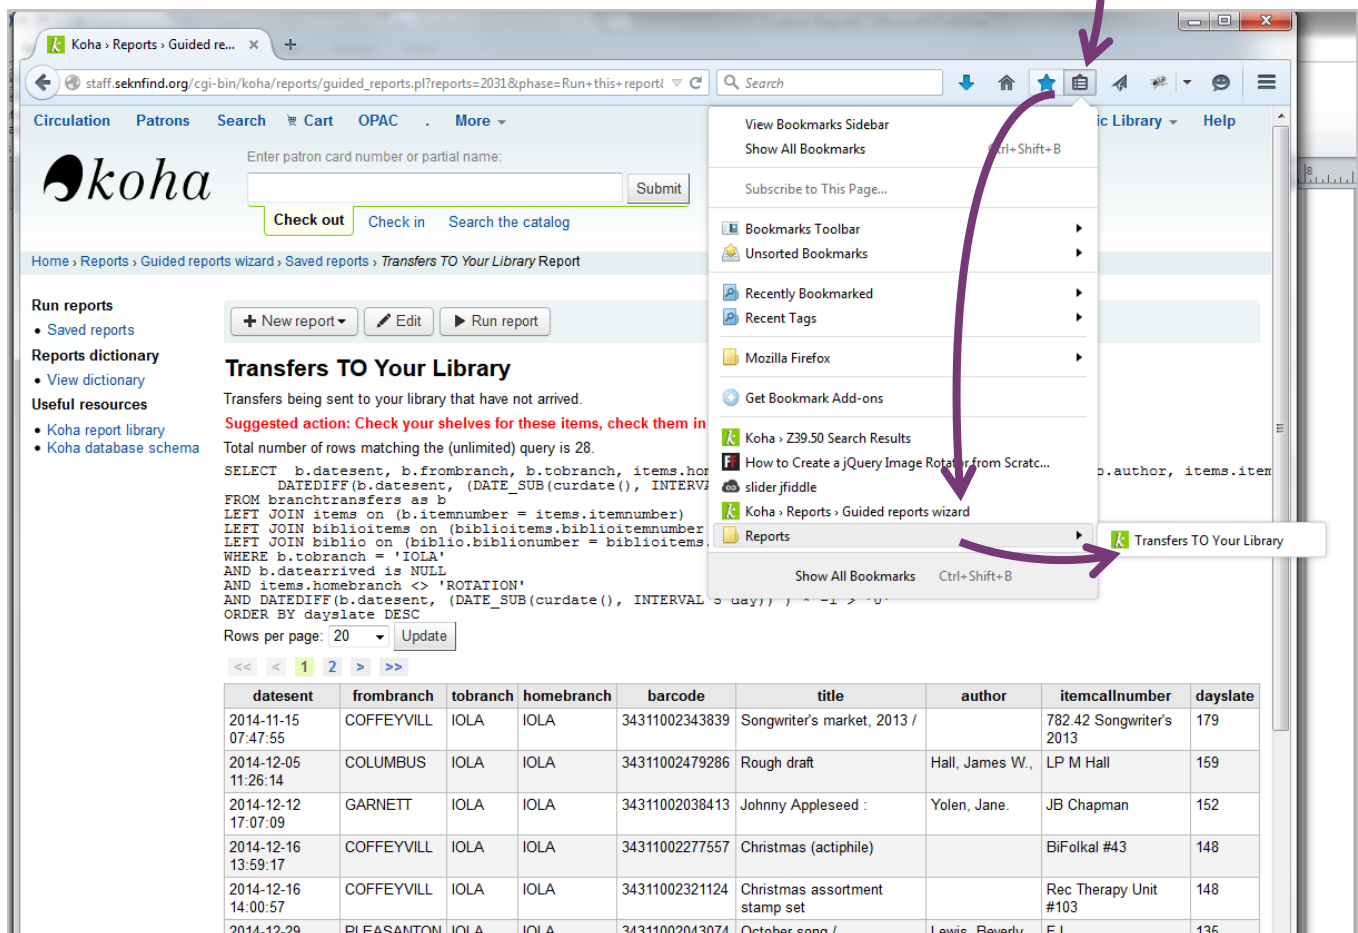 Koha › Reports › Guided re...
staff.seknfind.org/cgi-bin/koha/reports/guided_reports.pl?reports=2031&phase=Run+this+report&
Search
Circulation Patrons Search Cart OPAC . More
ic Library Help
koha
Enter patron card number or partial name:
Submit
Check out Check in Search the catalog
Home › Reports › Guided reports wizard › Saved reports › Transfers TO Your Library Report
Run reports
• Saved reports
Reports dictionary
• View dictionary
Useful resources
• Koha report library
• Koha database schema
+ New report Edit Run report
Transfers TO Your Library
Transfers being sent to your library that have not arrived.
Suggested action: Check your shelves for these items, check them in
Total number of rows matching the (unlimited) query is 28.
SELECT b.datesent, b.frombranch, b.tobranch, items.hom
o.author, items.item
DATEDIFF(b.datesent, (DATE_SUB(curdate(), INTERVA
FROM branchtransfers as b
LEFT JOIN items on (b.itemnumber = items.itemnumber)
LEFT JOIN biblioitems on (biblioitems.biblioitemnumber
LEFT JOIN biblio on (biblio.biblionumber = biblioitems.
WHERE b.tobranch = 'IOLA'
AND b.datearrived is NULL
AND items.homebranch <> 'ROTATION'
AND DATEDIFF(b.datesent, (DATE_SUB(curdate(), INTERVAL 5 day)) ) * -1 > '0'
ORDER BY dayslate DESC
Rows per page: 20 Update
<< < 1 2 > >>
datesent frombranch tobranch homebranch barcode title author itemcallnumber dayslate
2014-11-15 COFFEYVILL IOLA IOLA 34311002343839 Songwriter's market, 2013 / 782.42 Songwriter's 179
07:47:55 2013
2014-12-05 COLUMBUS IOLA IOLA 34311002479286 Rough draft Hall, James W., LP M Hall 159
11:26:14
2014-12-12 GARNETT IOLA IOLA 34311002038413 Johnny Appleseed : Yolen, Jane. JB Chapman 152
17:07:09
2014-12-16 COFFEYVILL IOLA IOLA 34311002277557 Christmas (actiphile) BiFolkal #43 148
13:59:17
2014-12-16 COFFEYVILL IOLA IOLA 34311002321124 Christmas assortment Rec Therapy Unit 148
14:00:57 stamp set #103
2014-12-29 PLEASANTON IOLA IOLA 34311002043074 October song / Lewis, Beverly 135
View Bookmarks Sidebar
Show All Bookmarks Ctrl+Shift+B
Subscribe to This Page...
Bookmarks Toolbar
Unsorted Bookmarks
Recently Bookmarked
Recent Tags
Mozilla Firefox
Get Bookmark Add-ons
Koha › Z39.50 Search Results
How to Create a jQuery Image Rotator from Scratc...
slider jfiddle
Koha › Reports › Guided reports wizard
Reports
Transfers TO Your Library
Show All Bookmarks Ctrl+Shift+B
8